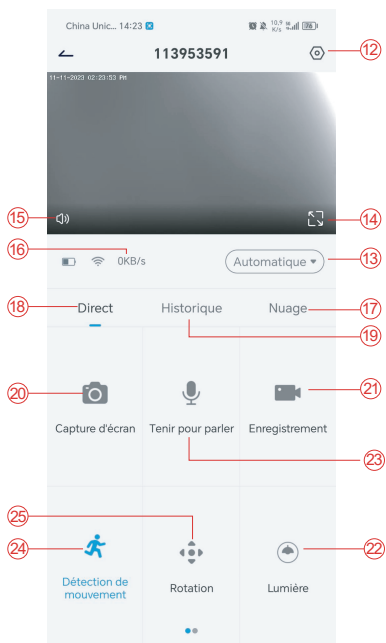 China Unic... 14:23
10.9 K/s
113953591
12
11-11-2023 02:23:53 PM
15
14
16
0KB/s
Automatique
13
18
Direct
Historique
Nuage
17
19
20
21
Capture d'écran
Tenir pour parler
Enregistrement
23
25
24
22
Détection de
mouvement
Rotation
Lumière